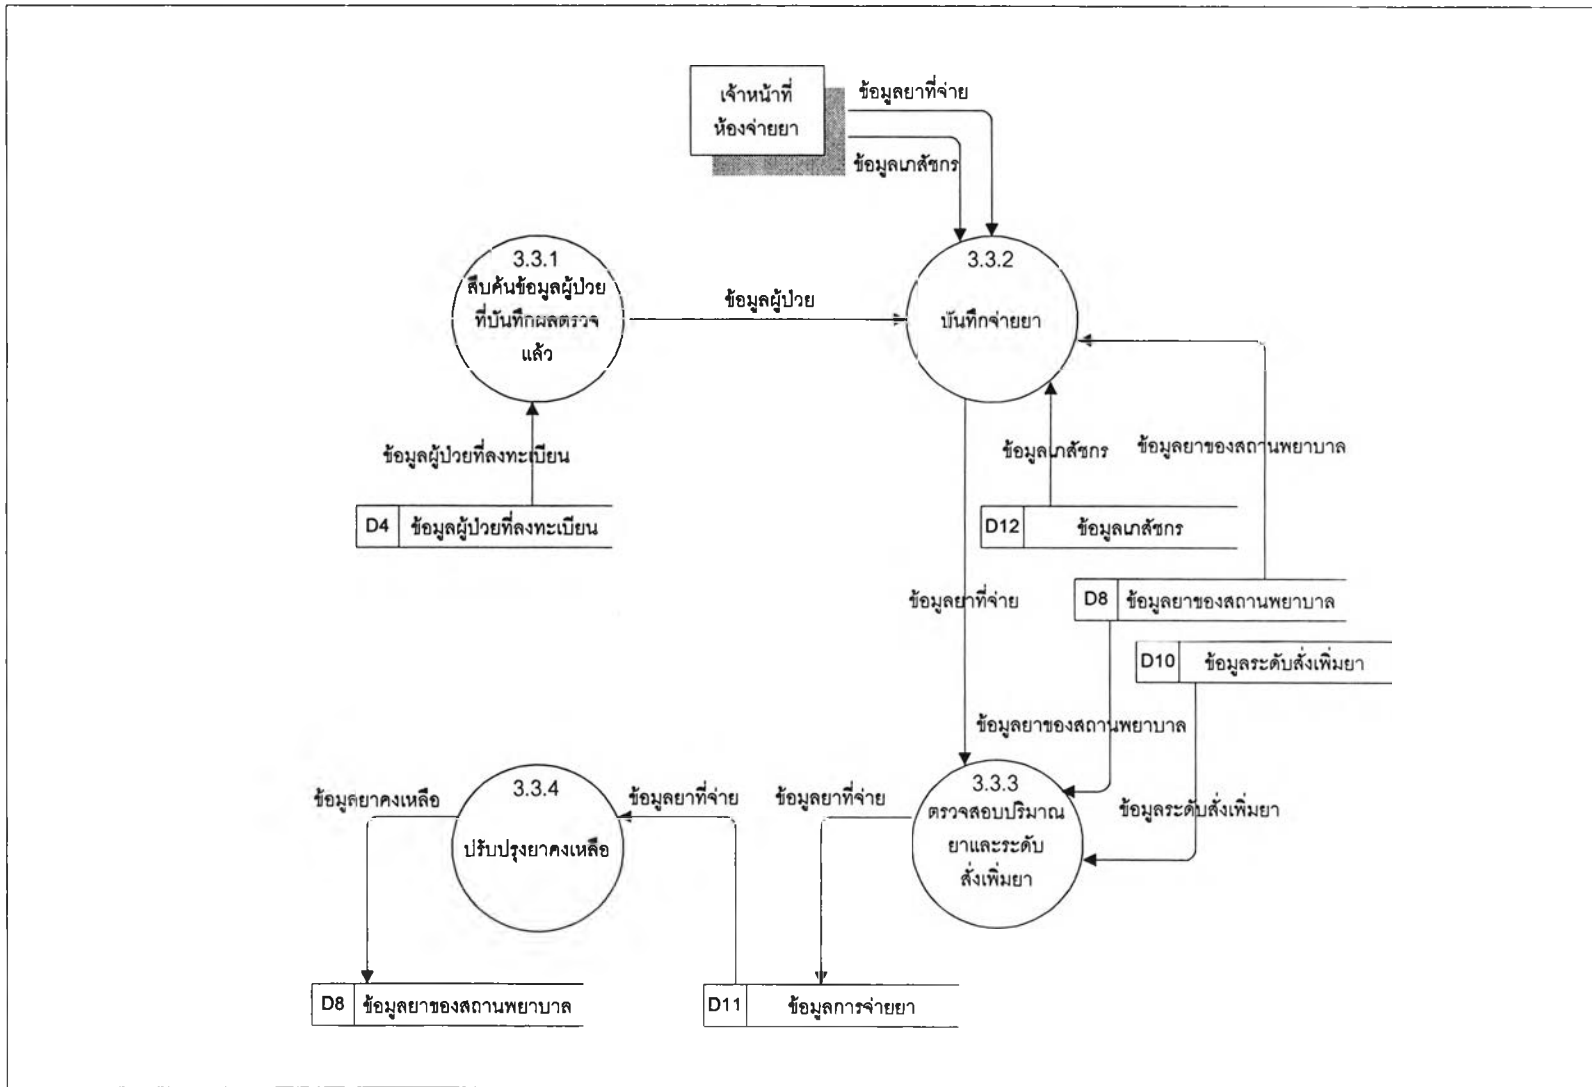 เจ้าหน้าที่
ห้องจ่ายยา
ข้อมูลยาที่จ่าย
ข้อมูลเภสัชกร
3.3.1
สืบค้นข้อมูลผู้ป่วย
ที่บันทึกผลตรวจ
แล้ว
ข้อมูลผู้ป่วย
3.3.2
บันทึกจ่ายยา
ข้อมูลผู้ป่วยที่ลงทะเบียน
ข้อมูลเภสัชกร
ข้อมูลยาของสถานพยาบาล
D4 ข้อมูลผู้ป่วยที่ลงทะเบียน
D12 ข้อมูลเภสัชกร
ข้อมูลยาที่จ่าย
D8 ข้อมูลยาของสถานพยาบาล
D10 ข้อมูลระดับสั่งเพิ่มยา
ข้อมูลยาของสถานพยาบาล
ข้อมูลยาคงเหลือ
3.3.4
ปรับปรุงยาคงเหลือ
ข้อมูลยาที่จ่าย
ข้อมูลยาที่จ่าย
3.3.3
ตรวจสอบปริมาณ
ยาและระดับ
สั่งเพิ่มยา
ข้อมูลระดับสั่งเพิ่มยา
D8 ข้อมูลยาของสถานพยาบาล
D11 ข้อมูลการจ่ายยา